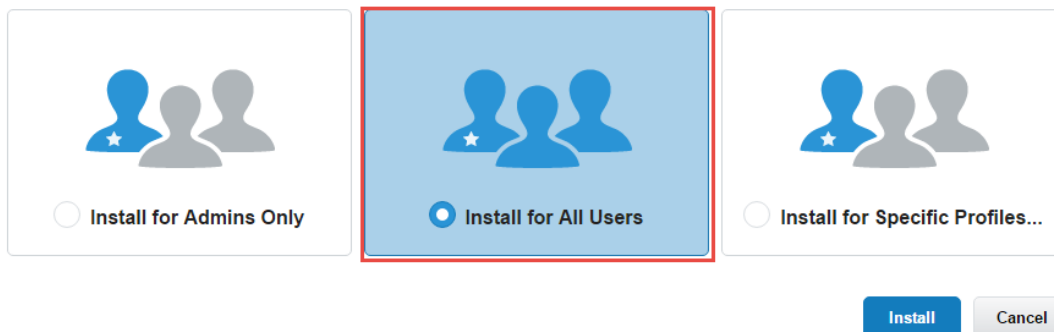 Install for Admins Only
Install for All Users
Install for Specific Profiles...
Install
Cancel